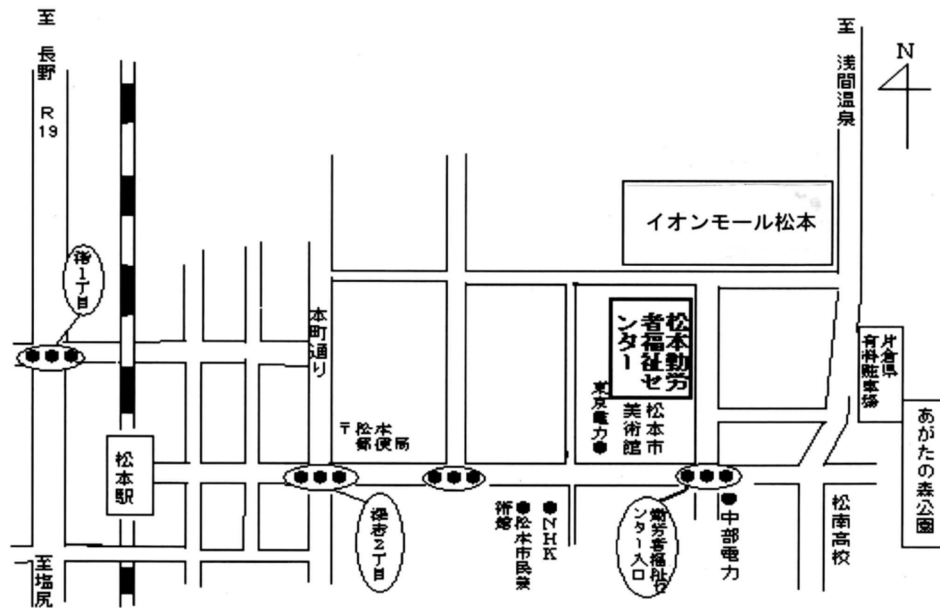 至 長野
R19
至 浅間温泉
N
イオンモール松本
渚1丁目
本町通り
松本勤労
者福祉セ
ンター
片倉県
有料駐車場
東京電力
松本市
美術館
〒松本
郵便局
松本駅
あがたの森公園
深志2丁目
松本市民芸
術館
NHK
勤労者福祉セ
ンター入口
中部電力
松南高校
至塩尻